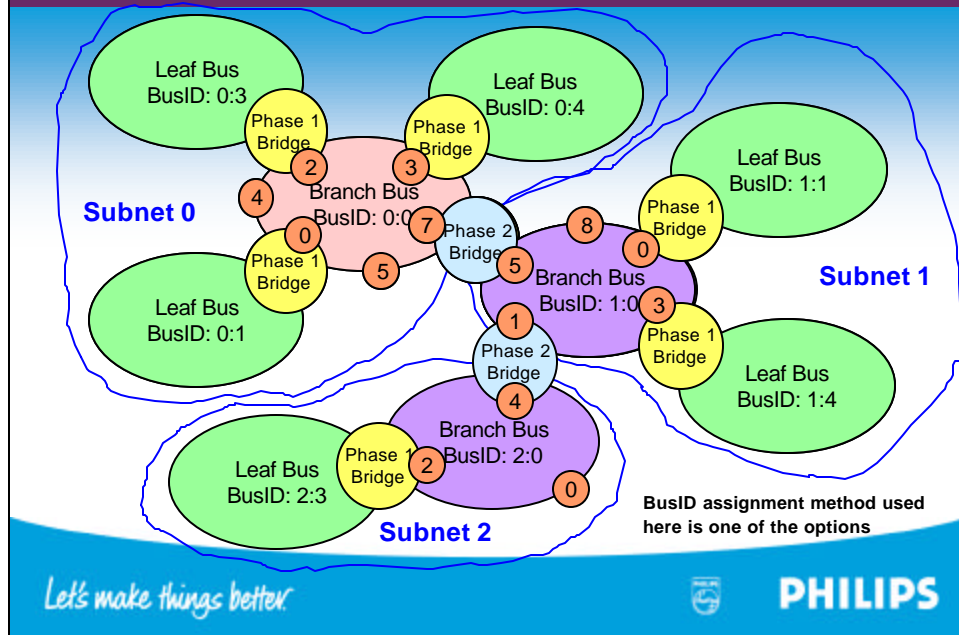 Leaf Bus
BusID: 0:3
Leaf Bus
BusID: 0:4
Phase 1
Bridge
Phase 1
Bridge
2
3
4
Branch Bus
BusID: 0:0
Subnet 0
0
7
5
Phase 1
Bridge
Leaf Bus
BusID: 0:1
Phase 2
Bridge
5
8
Leaf Bus
BusID: 1:1
Phase 1
Bridge
0
Branch Bus
BusID: 1:0
3
Subnet 1
Phase 1
Bridge
Leaf Bus
BusID: 1:4
1
Phase 2
Bridge
4
Branch Bus
BusID: 2:0
Phase 1
Bridge
2
0
Leaf Bus
BusID: 2:3
Subnet 2
BusID assignment method used
here is one of the options
Let's make things better.
PHILIPS
PHILIPS